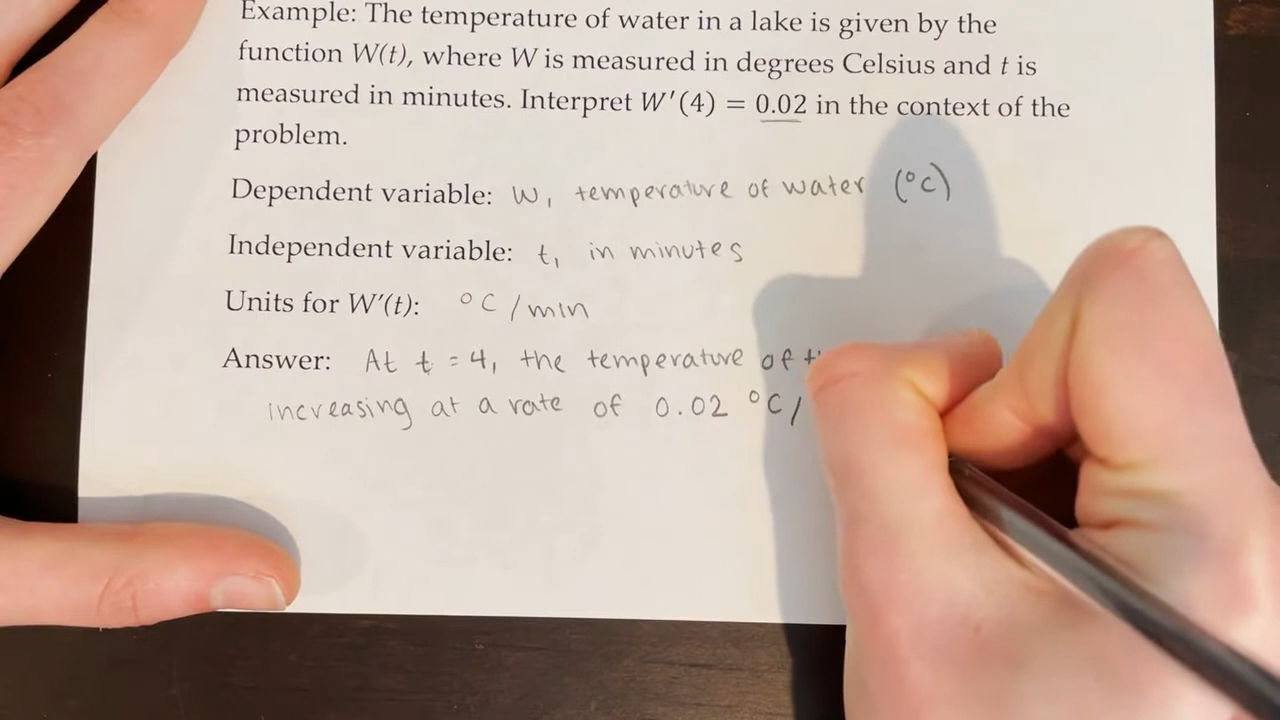 Example: The temperature of water in a lake is given by the
function W(t), where W is measured in degrees Celsius and t is
measured in minutes. Interpret W′(4) = 0.02 in the context of the
problem.
Dependent variable: W, temperature of water (°C)
Independent variable: t, in minutes
Units for W'(t): °C/min
Answer: At t = 4, the temperature of
increasing at a rate of 0.02 °C/